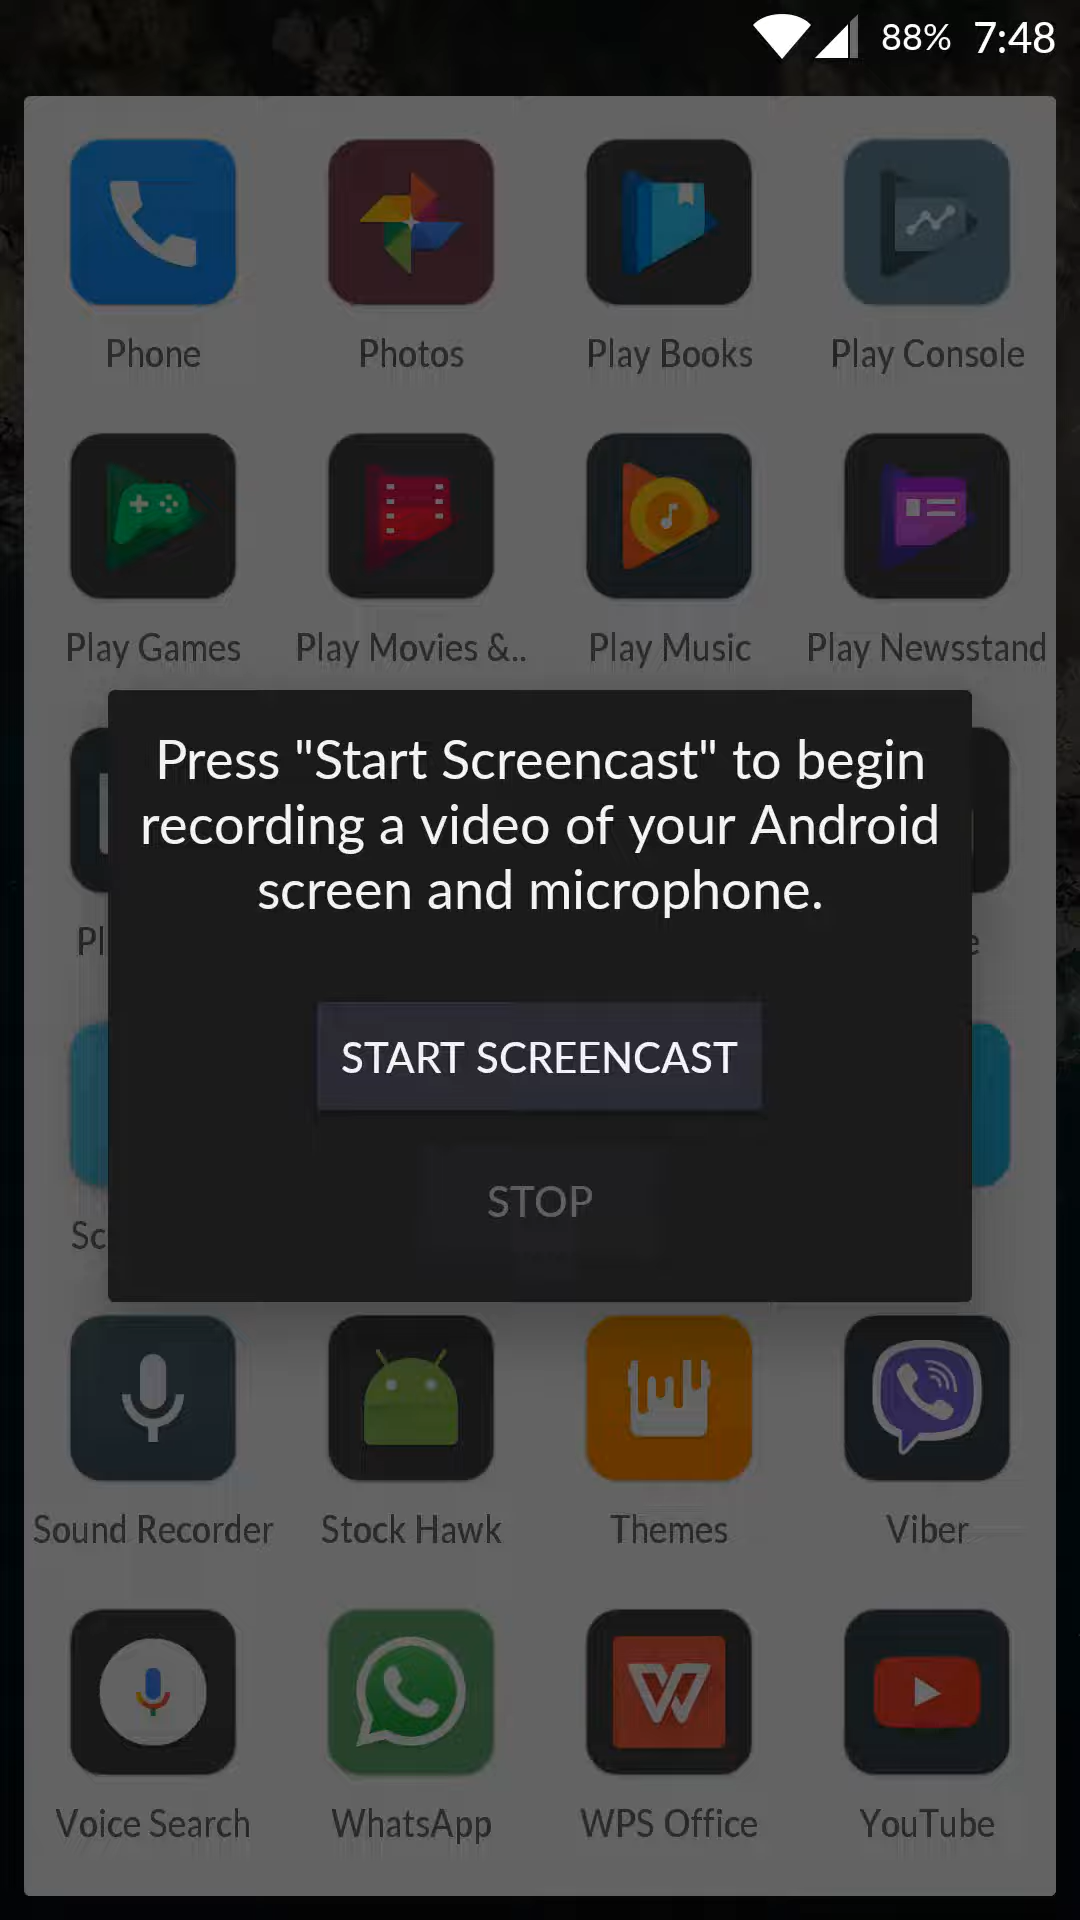 88% 7:48
Phone Photos Play Books Play Console
Play Games Play Movies &.. Play Music Play Newsstand
Press "Start Screencast" to begin
recording a video of your Android
screen and microphone.
Pl e
START SCREENCAST
STOP
Sc
Sound Recorder Stock Hawk Themes Viber
Voice Search WhatsApp WPS Office YouTube